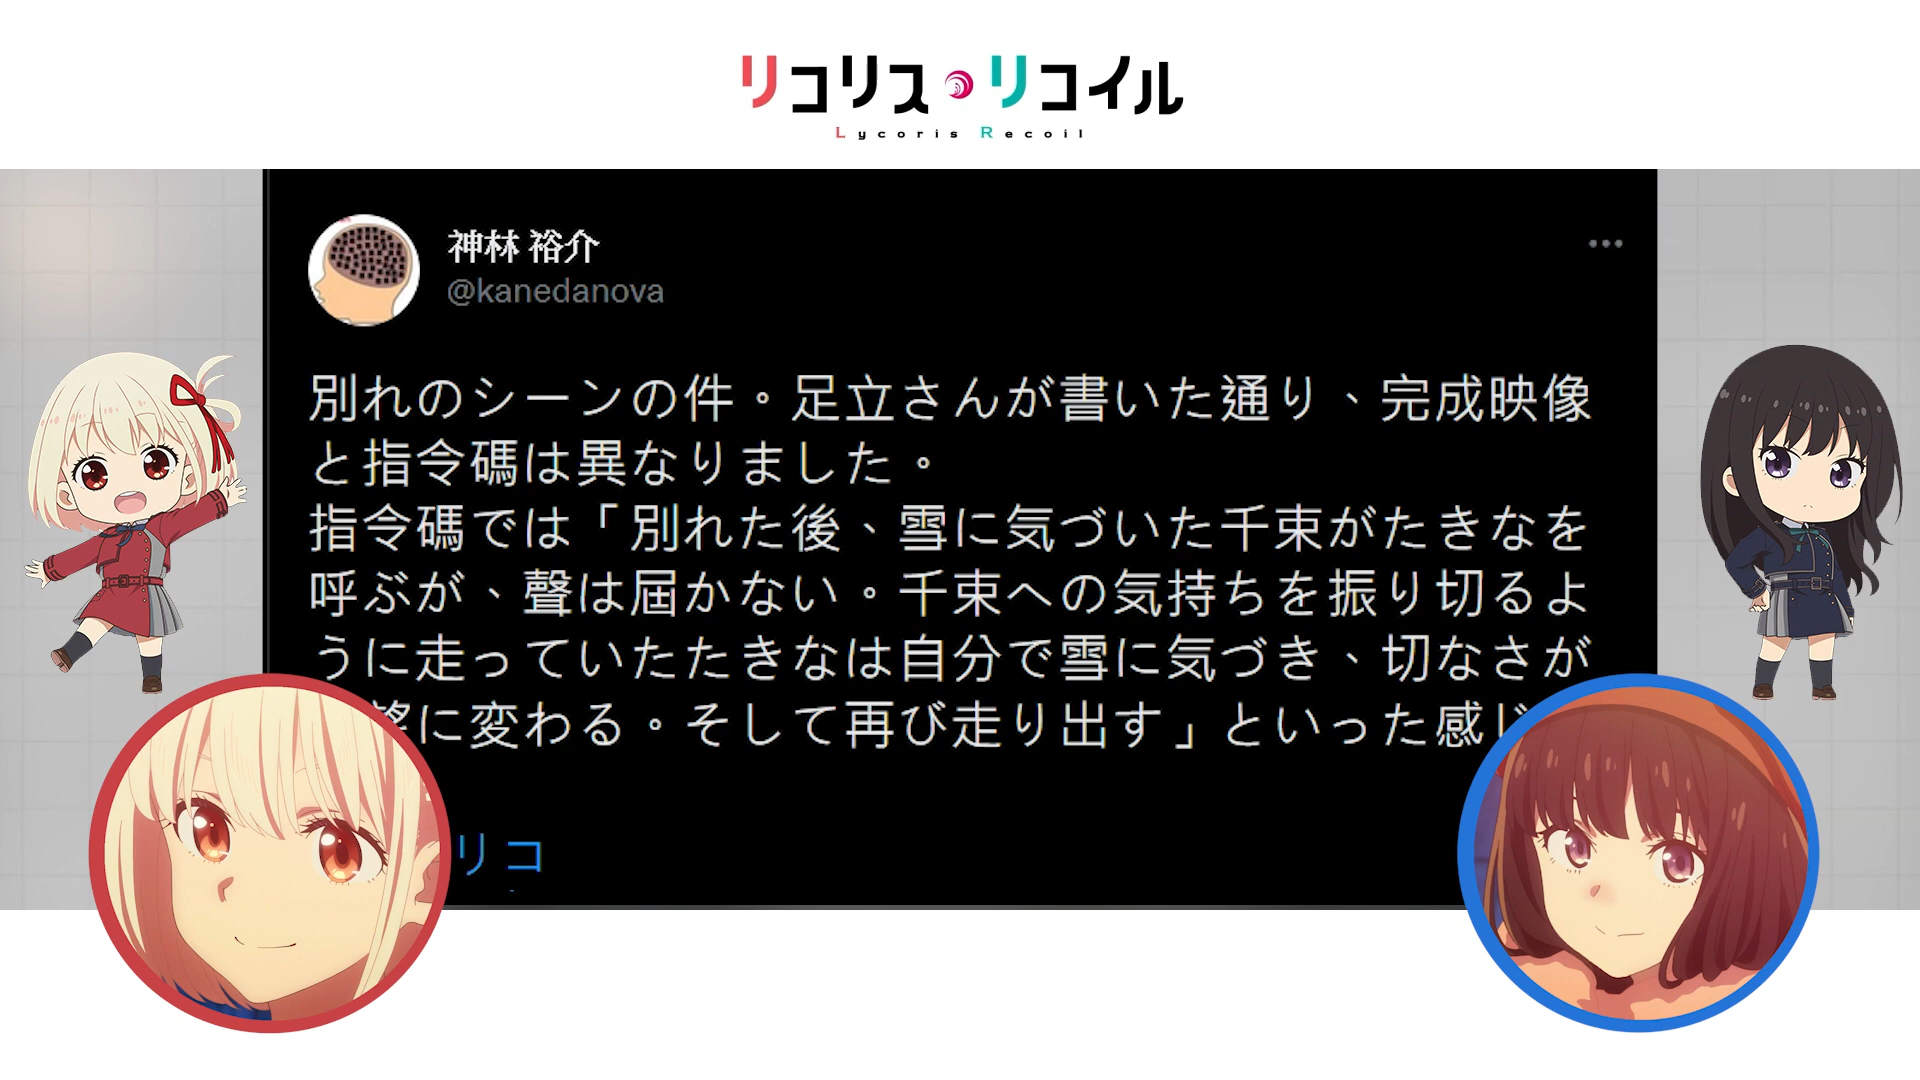 リコリス リコイル
Lycoris Recoil
神林 裕介
@kanedanova
別れのシーンの件。足立さんが書いた通り、完成映像
と指令碼は異なりました。
指令碼では「別れた後、雪に気づいた千束がたきなを
呼ぶが、聲は届かない。千束への気持ちを振り切るよ
うに走っていたたきなは自分で雪に気づき、切なさが
に変わる。そして再び走り出す」といった感じ
リコ